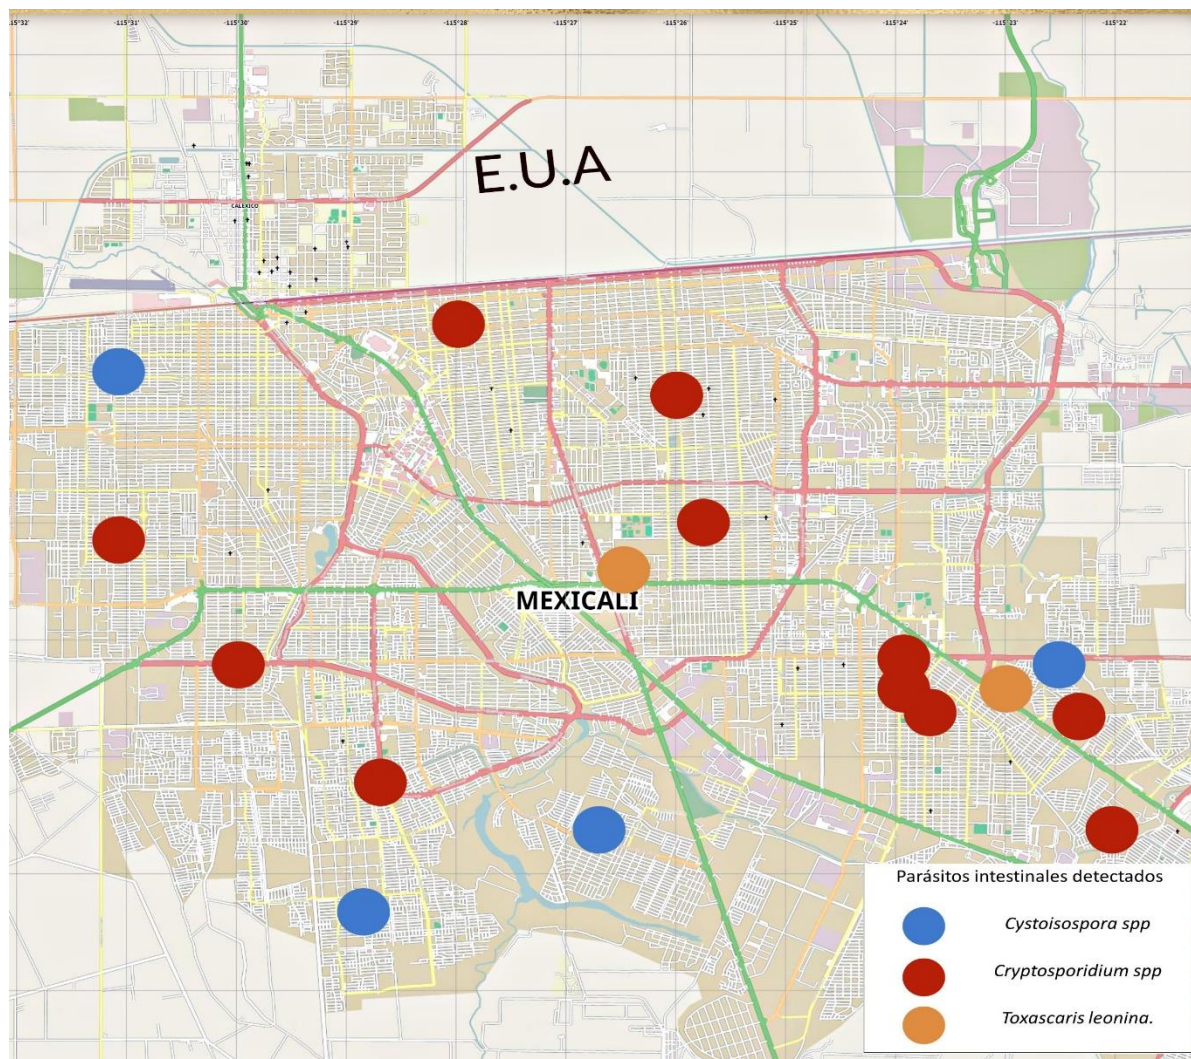 -115°32'
-115°31'
-115°30'
-115°29'
-115°28'
-115°27'
-115°26'
-115°25'
-115°24'
-115°23'
-115°22'
E.U.A
CALEXICO
MEXICALI
Parásitos intestinales detectados
Cystoisospora spp
Cryptosporidium spp
Toxascaris leonina.